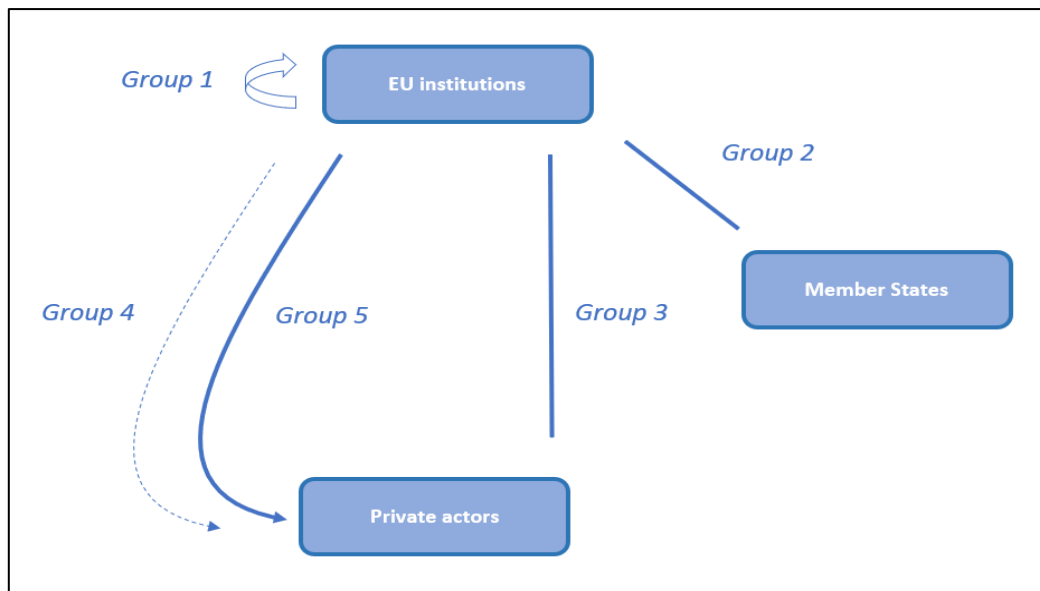 Group 1
EU institutions
Group 2
Member States
Group 4
Group 5
Group 3
Private actors